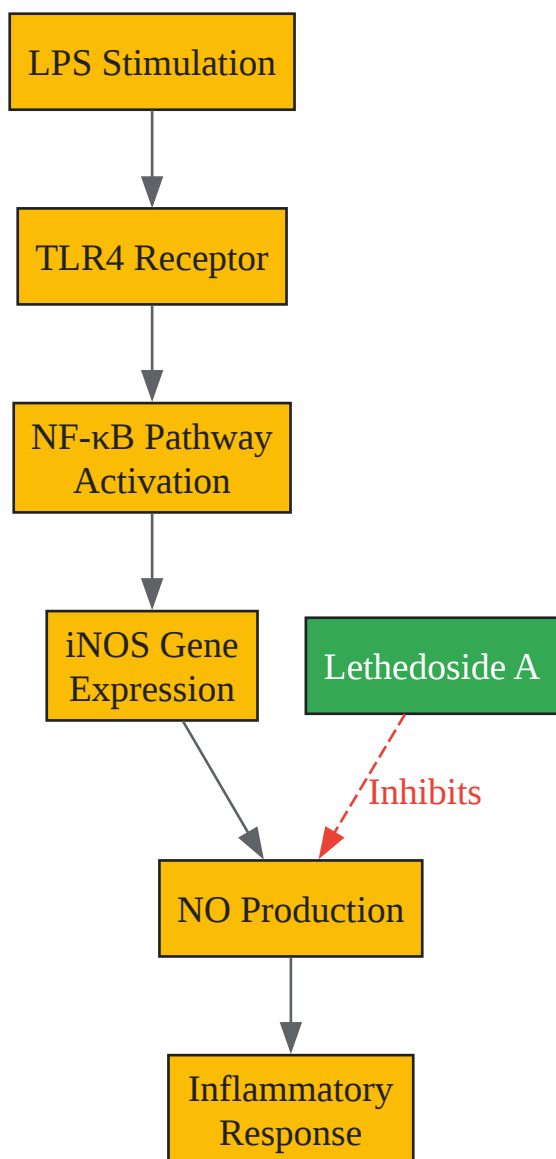 LPS Stimulation
TLR4 Receptor
NF-κB Pathway
Activation
iNOS Gene
Expression
Lethedoside A
Inhibits
NO Production
Inflammatory
Response